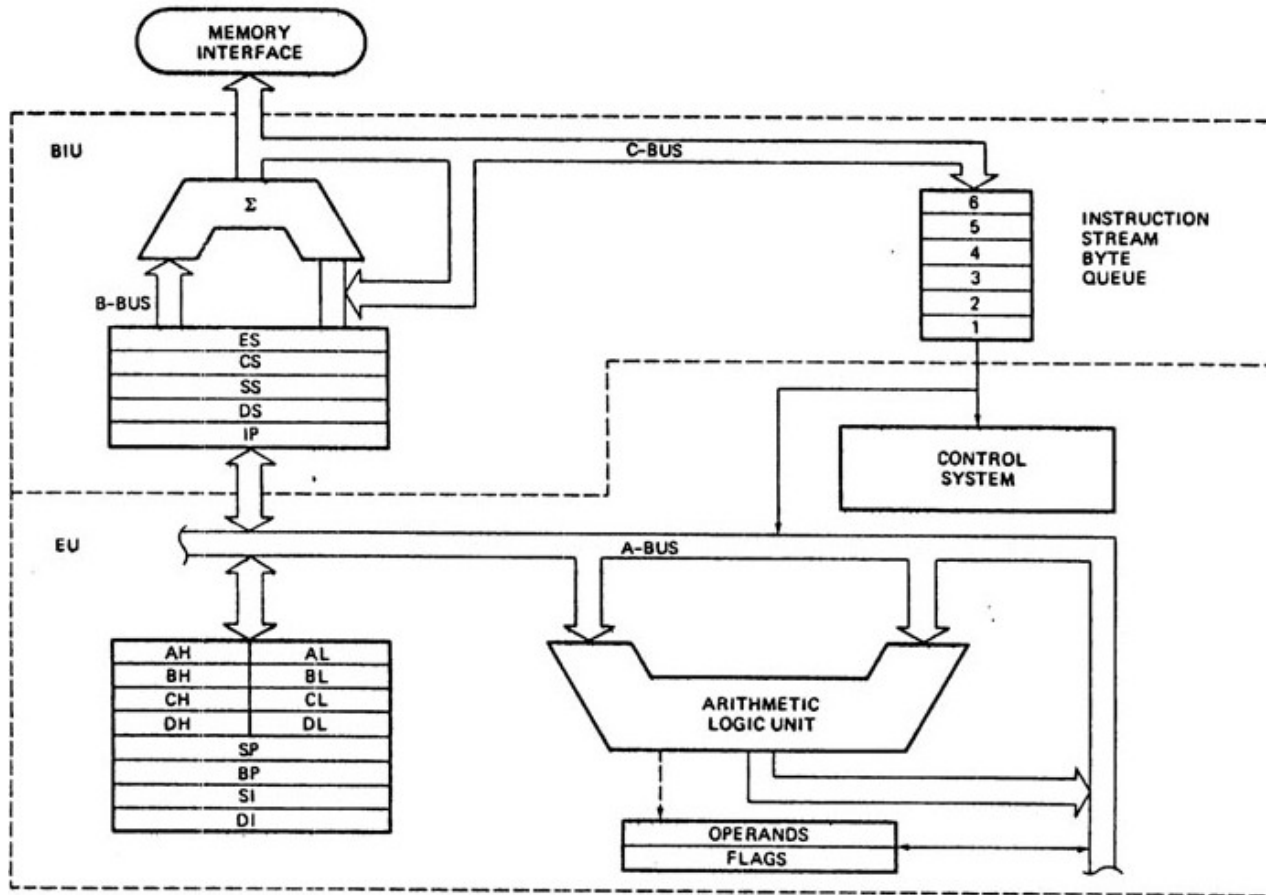 MEMORY
INTERFACE
BIU
C-BUS
Σ
B-BUS
6
5
4
3
2
1
INSTRUCTION
STREAM
BYTE
QUEUE
ES
CS
SS
DS
IP
CONTROL
SYSTEM
EU
A-BUS
AH AL
BH BL
CH CL
DH DL
SP
BP
SI
DI
ARITHMETIC
LOGIC UNIT
OPERANDS
FLAGS